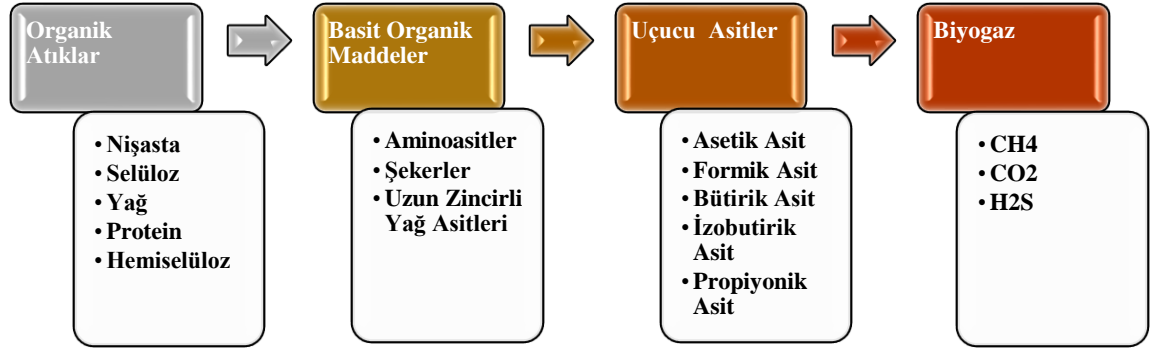 Organik
Atıklar
• Nişasta
• Selüloz
• Yağ
• Protein
• Hemiselüloz
Basit Organik
Maddeler
• Aminoasitler
• Şekerler
• Uzun Zincirli
Yağ Asitleri
Uçucu Asitler
• Asetik Asit
• Formik Asit
• Bütirik Asit
• İzobutirik
Asit
• Propiyonik
Asit
Biyogaz
• CH4
• CO2
• H2S